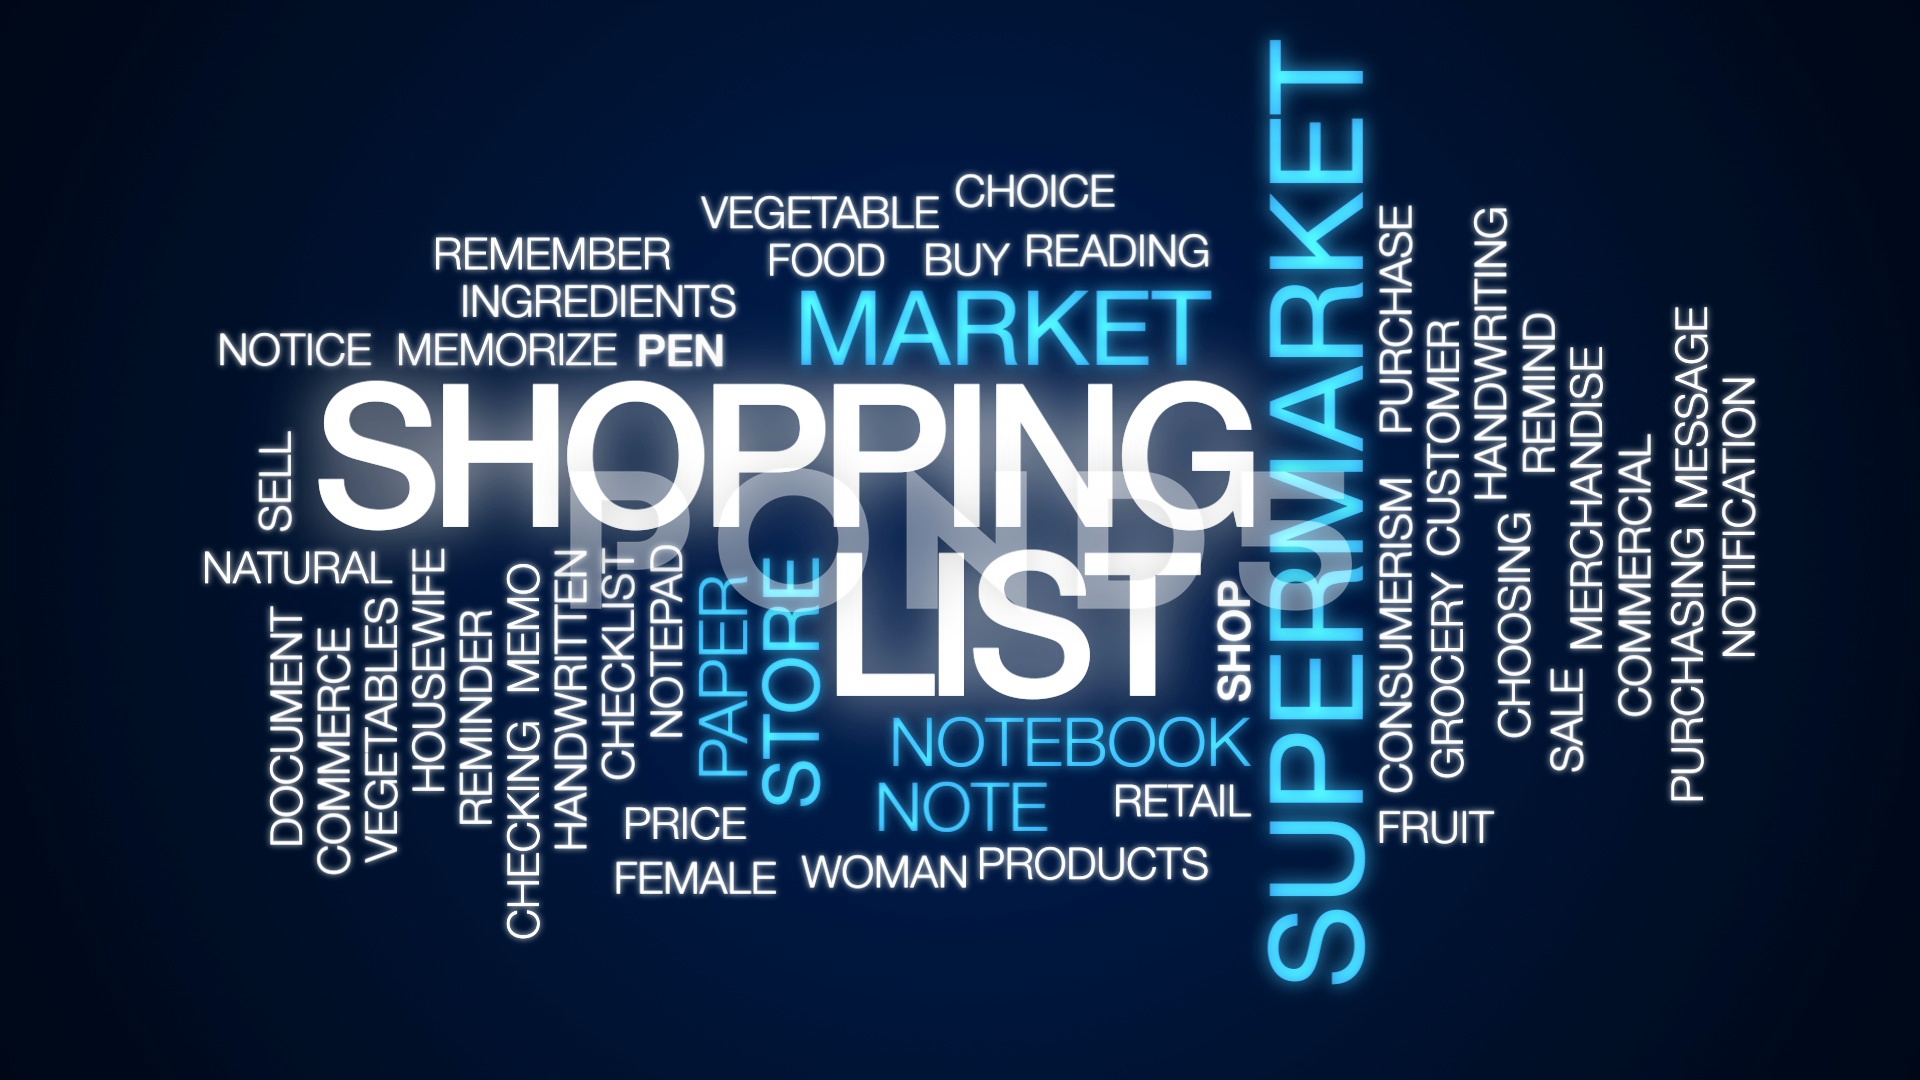 CHOICE
VEGETABLE
REMEMBER
FOOD
BUY
READING
INGREDIENTS
MARKET
NOTICE
MEMORIZE
PEN
SHOPPING
LIST
SUPERMARKET
SELL
NATURAL
DOCUMENT
COMMERCE
VEGETABLES
HOUSEWIFE
REMINDER
CHECKING
MEMO
HANDWRITTEN
CHECKLIST
NOTEPAD
PAPER
STORE
SHOP
NOTEBOOK
NOTE
RETAIL
PRICE
FEMALE
WOMAN
PRODUCTS
PURCHASE
CONSUMERISM
CUSTOMER
GROCERY
HANDWRITING
CHOOSING
REMIND
SALE
MERCHANDISE
COMMERCIAL
MESSAGE
PURCHASING
NOTIFICATION
FRUIT
POND5